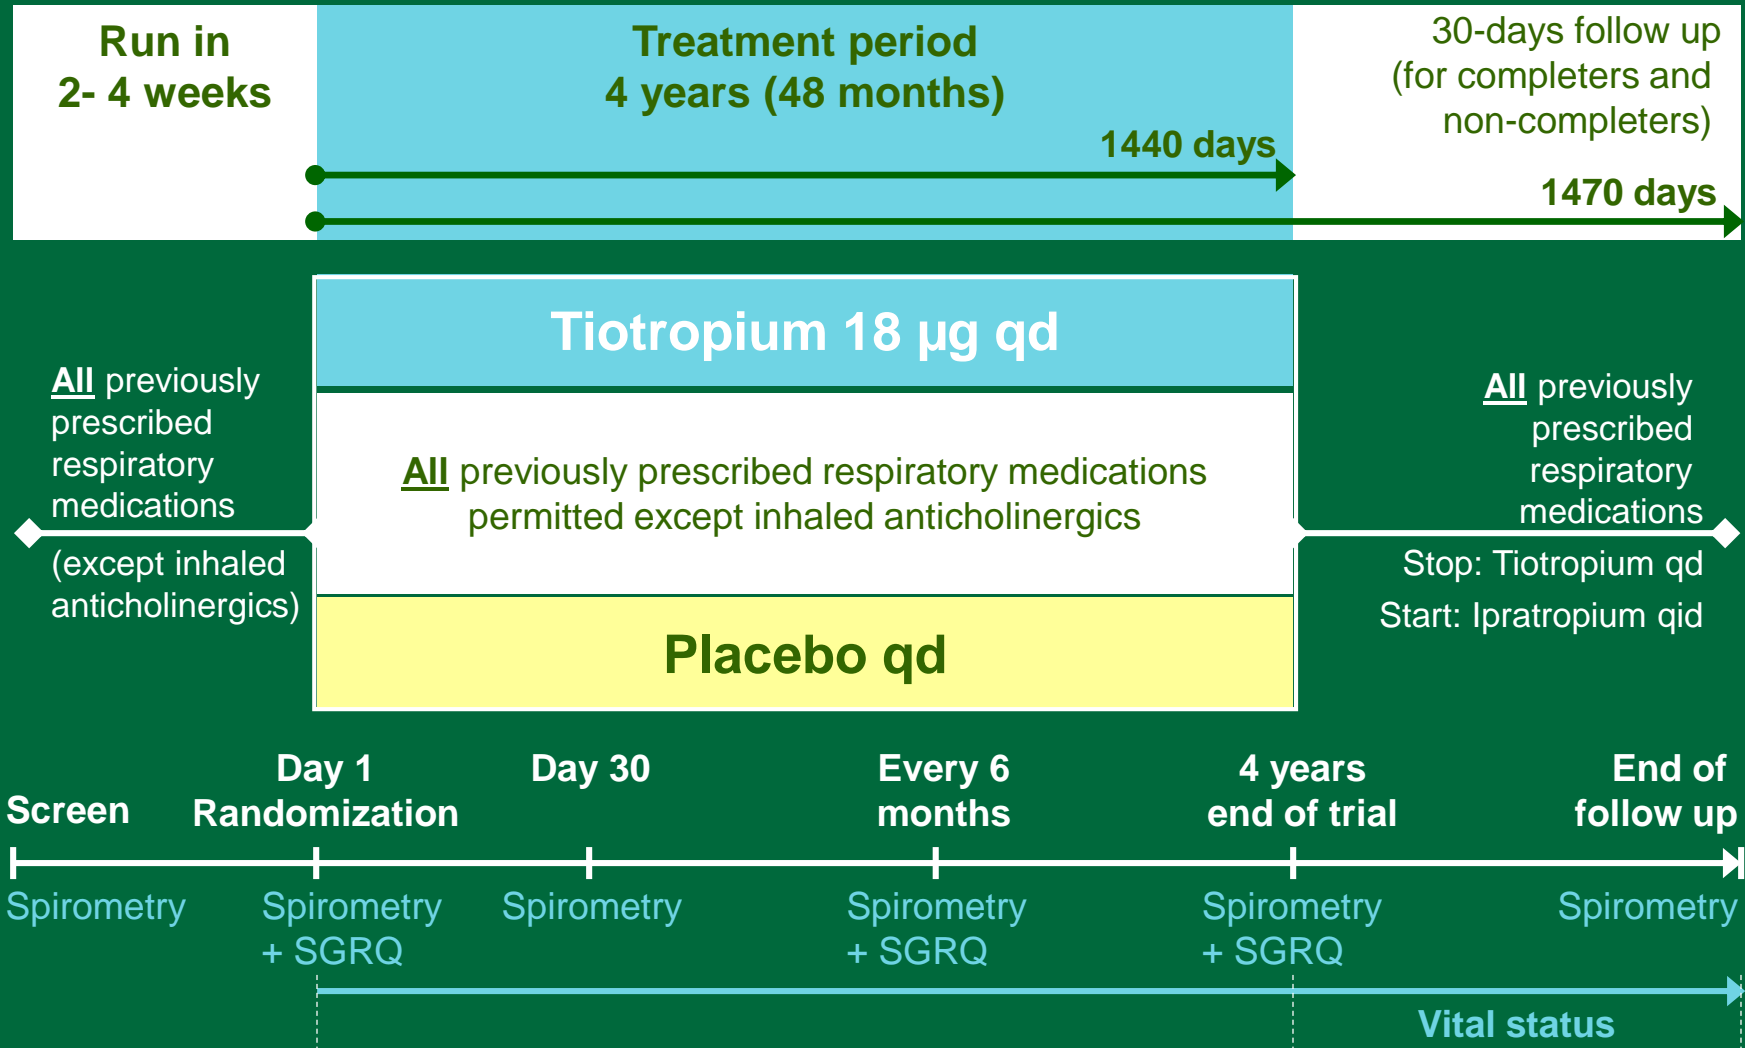 Run in
2- 4 weeks
Treatment period
4 years (48 months)
1440 days
30-days follow up
(for completers and
non-completers)
1470 days
All previously
prescribed
respiratory
medications
(except inhaled
anticholinergics)
Tiotropium 18 µg qd
All previously prescribed respiratory medications
permitted except inhaled anticholinergics
Placebo qd
All previously
prescribed
respiratory
medications
Stop: Tiotropium qd
Start: Ipratropium qid
Screen
Day 1
Randomization
Day 30
Every 6
months
4 years
end of trial
End of
follow up
Spirometry
Spirometry
+ SGRQ
Spirometry
Spirometry
+ SGRQ
Spirometry
+ SGRQ
Spirometry
Vital status